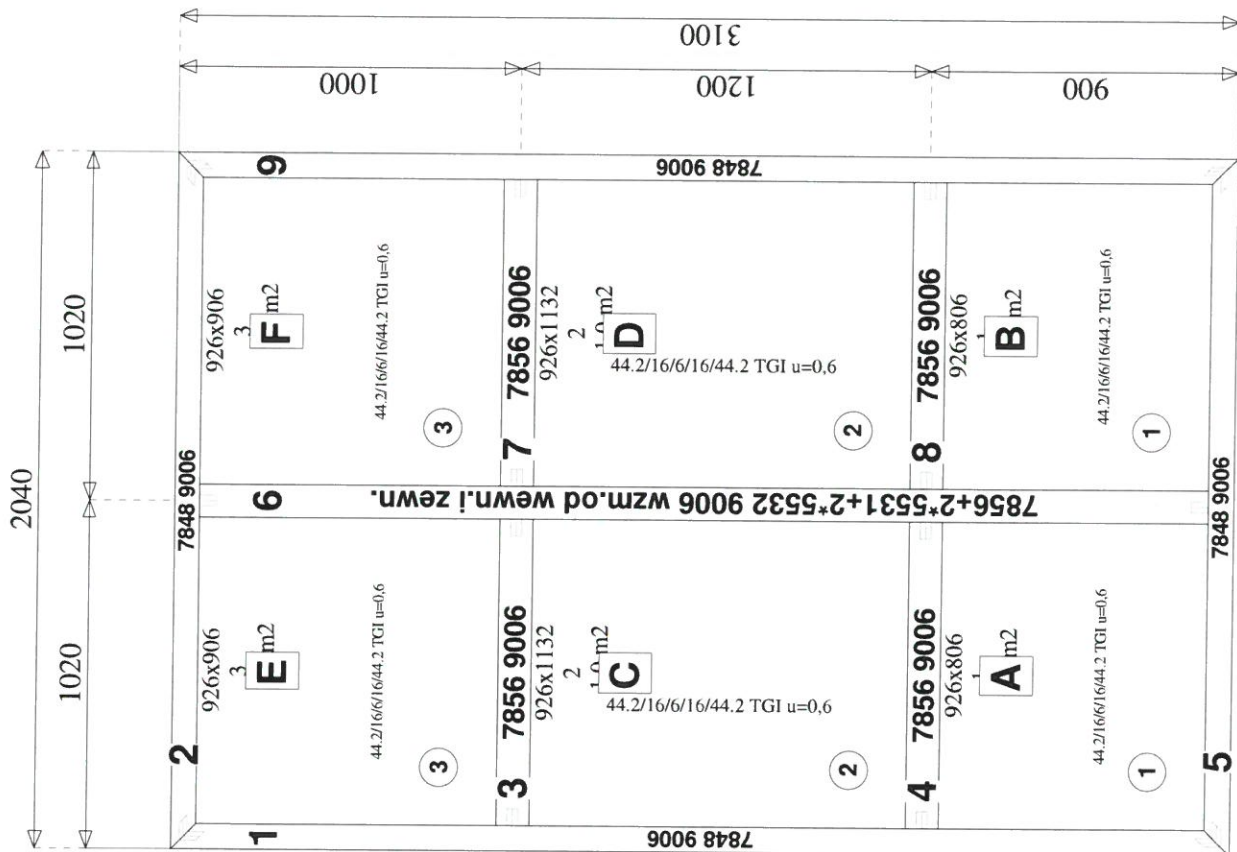 3100
1000
1200
900
2040
1020
1020
2
7848 9006
9
926x906
3
E
m2
44.2/16/6/16/44.2 TGI u=0,6
3
926x906
3
F
m2
44.2/16/6/16/44.2 TGI u=0,6
3
1
7848 9006
6
7856+2*5531+2*5532 9006 wzm.od wewn.i zewn.
7848 9006
3
7856 9006
7
7856 9006
926x1132
2
C
m2
44.2/16/6/16/44.2 TGI u=0,6
2
926x1132
2
D
m2
44.2/16/6/16/44.2 TGI u=0,6
2
4
7856 9006
8
7856 9006
926x806
1
A
m2
44.2/16/6/16/44.2 TGI u=0,6
1
926x806
1
B
m2
44.2/16/6/16/44.2 TGI u=0,6
1
5
7848 9006